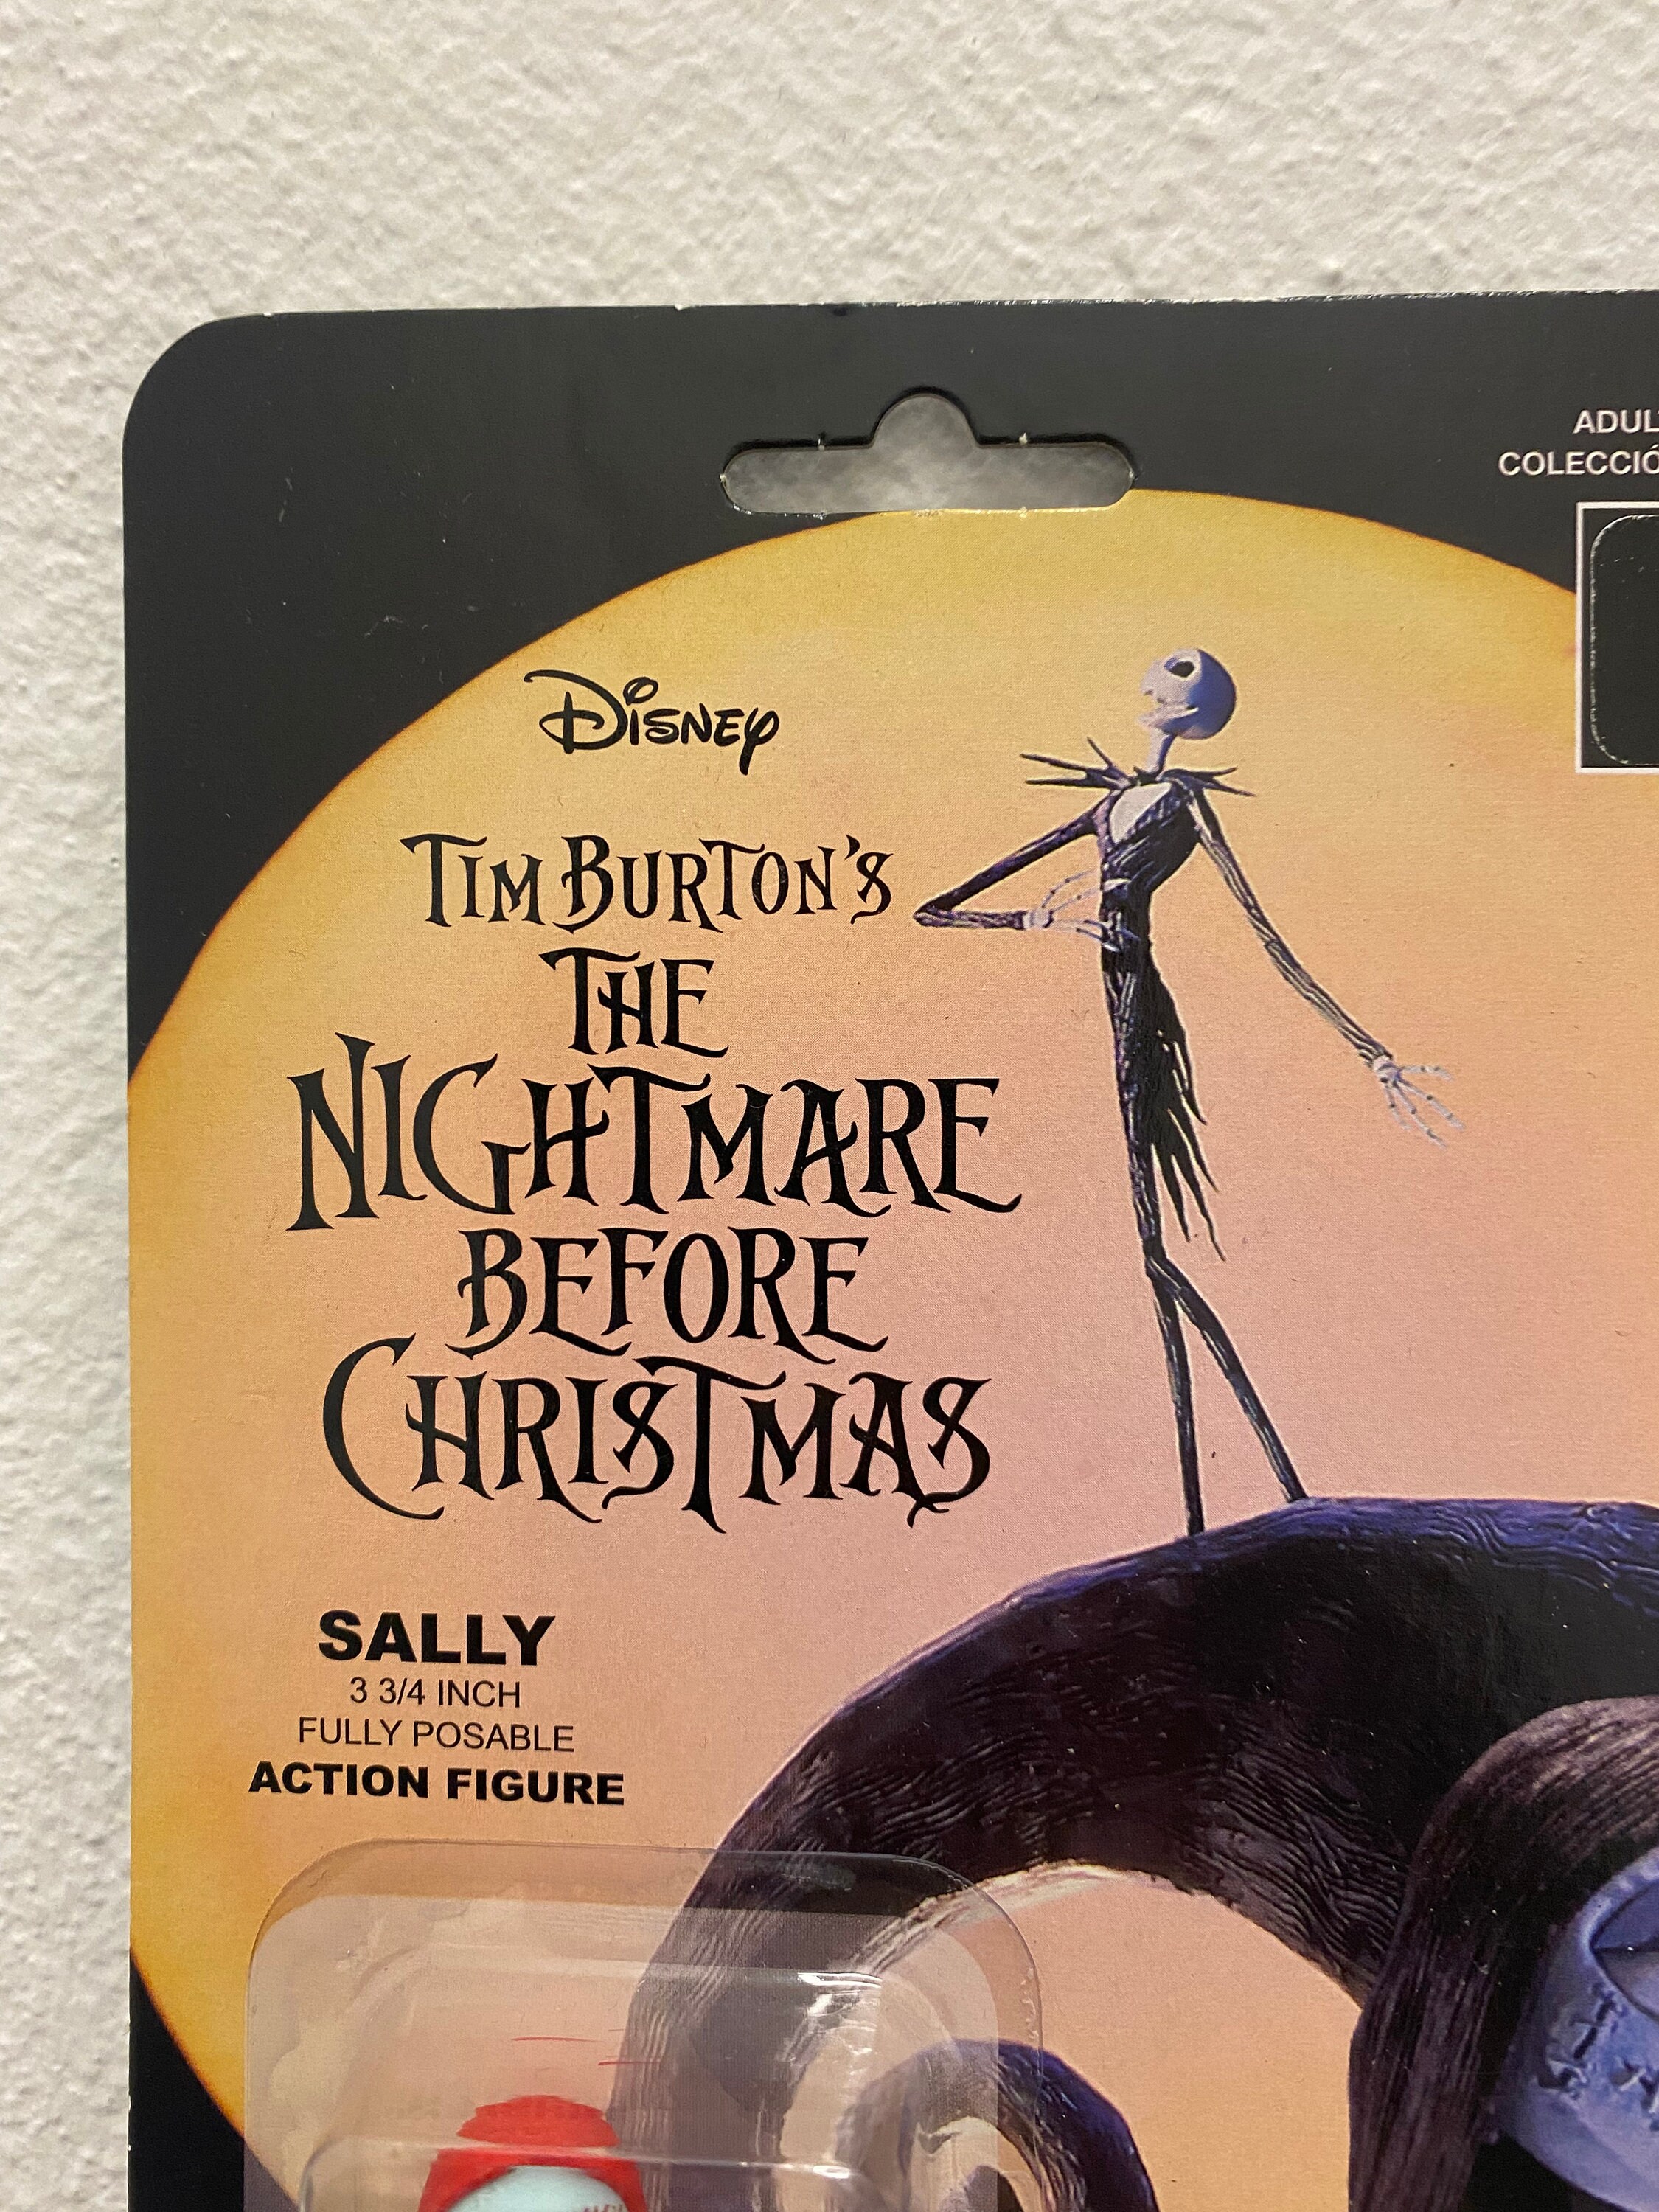 DISNEY
TIM BURTON'S
THE
NIGHTMARE
BEFORE
CHRISTMAS
SALLY
3 3/4 INCH
FULLY POSABLE
ACTION FIGURE